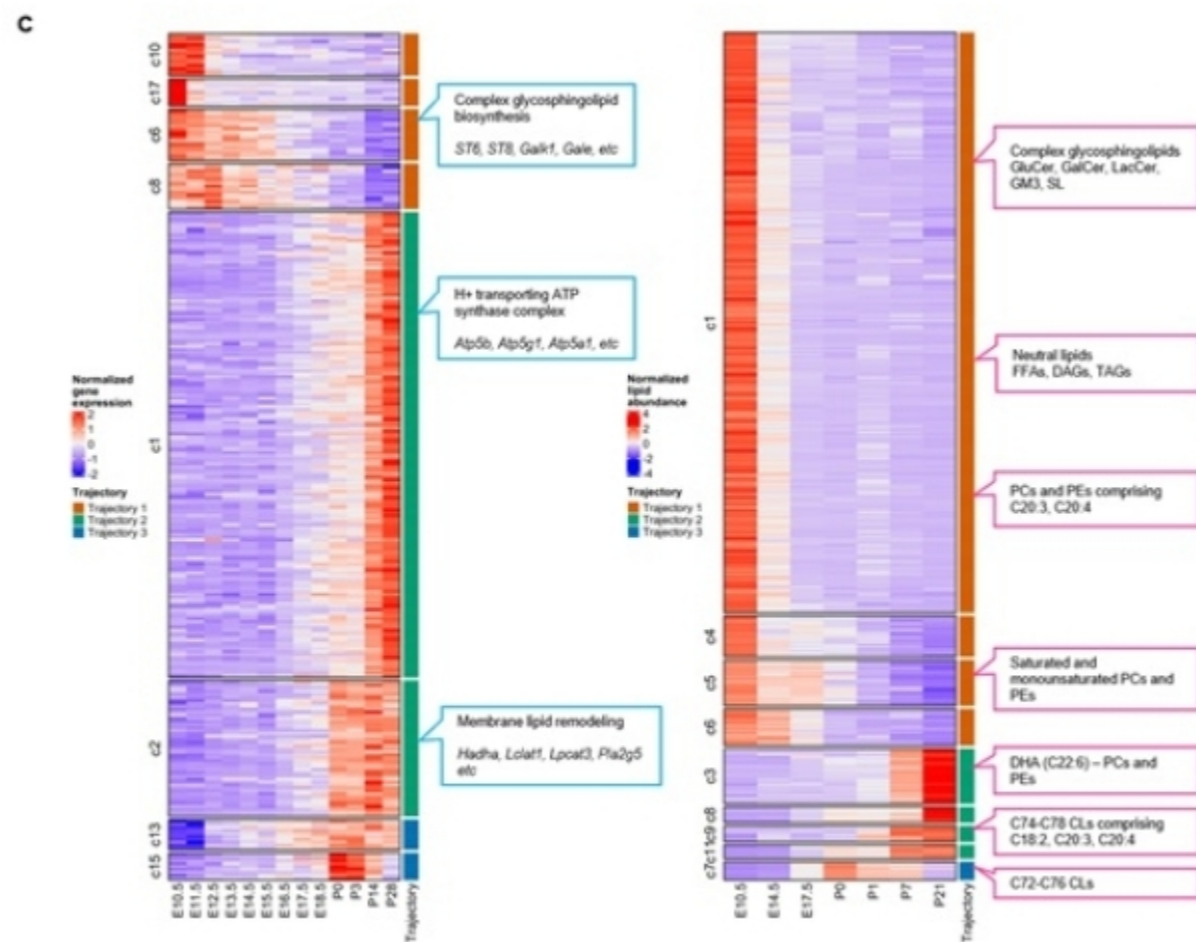 C
c10
c17
c6
c8
c1
c2
c13
c15
Normalized
gene
expression
2
1
0
-1
-2
Trajectory
Trajectory 1
Trajectory 2
Trajectory 3
Complex glycosphingolipid
biosynthesis
ST6, ST8, Galk1, Gale, etc
H+ transporting ATP
synthase complex
Atp5b, Atp5g1, Atp5a1, etc
Membrane lipid remodeling
Hadha, Lclat1, Lpcat3, Pla2g5
etc
E10.5
E11.5
E12.5
E13.5
E14.5
E15.5
E16.5
E17.5
E18.5
P0
P3
P14
P28
Trajectory
c1
c4
c5
c6
c3
c8
c9
c11
c7
Normalized
lipid
abundance
4
2
0
-2
-4
Trajectory
Trajectory 1
Trajectory 2
Trajectory 3
Complex glycosphingolipids
GluCer, GalCer, LacCer,
GM3, SL
Neutral lipids
FFAs, DAGs, TAGs
PCs and PEs comprising
C20:3, C20:4
Saturated and
monounsaturated PCs and
PEs
DHA (C22:6) – PCs and
PEs
C74-C78 CLs comprising
C18:2, C20:3, C20:4
C72-C76 CLs
E10.5
E14.5
E17.5
P0
P1
P7
P21
Trajectory